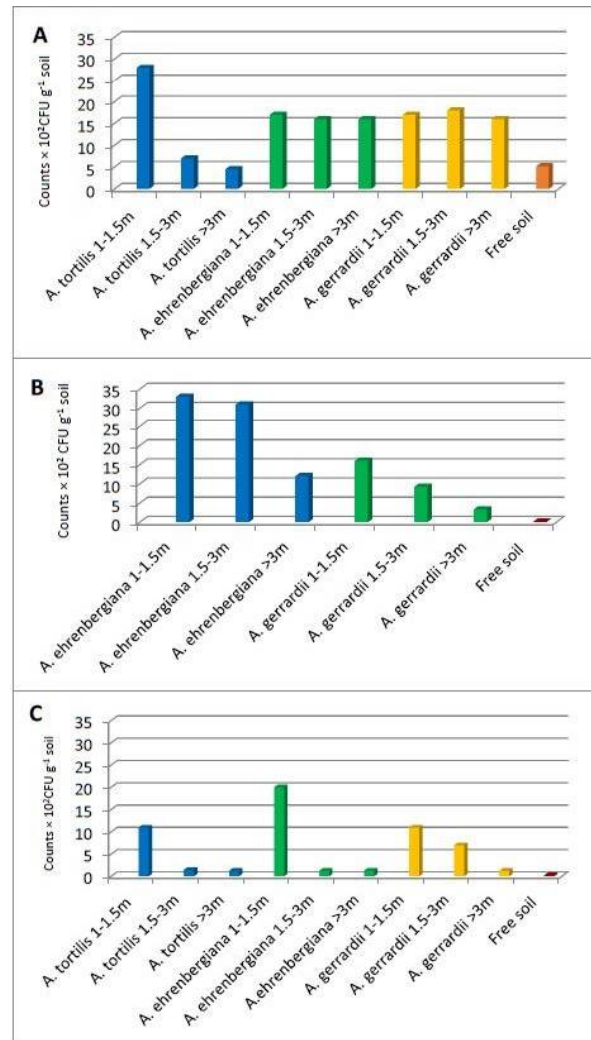 A
Counts × 10²CFU g⁻¹ soil
35
30
25
20
15
10
5
0
A. tortilis 1-1.5m
A. tortilis 1.5-3m
A. tortilis >3m
A. ehrenbergiana 1-1.5m
A. ehrenbergiana 1.5-3m
A. ehrenbergiana >3m
A. gerrardii 1-1.5m
A. gerrardii 1.5-3m
A. gerrardii >3m
Free soil
B
Counts × 10² CFU g⁻¹ soil
35
30
25
20
15
10
5
0
A. ehrenbergiana 1-1.5m
A. ehrenbergiana 1.5-3m
A. ehrenbergiana >3m
A. gerrardii 1-1.5m
A. gerrardii 1.5-3m
A. gerrardii >3m
Free soil
C
Counts × 10²CFU g⁻¹ soil
35
30
25
20
15
10
5
0
A. tortilis 1-1.5m
A. tortilis 1.5-3m
A. tortilis >3m
A. ehrenbergiana 1-1.5m
A. ehrenbergiana 1.5-3m
A.ehrenbergiana >3m
A. gerrardii 1-1.5m
A. gerrardii 1.5-3m
A. gerrardii >3m
Free soil